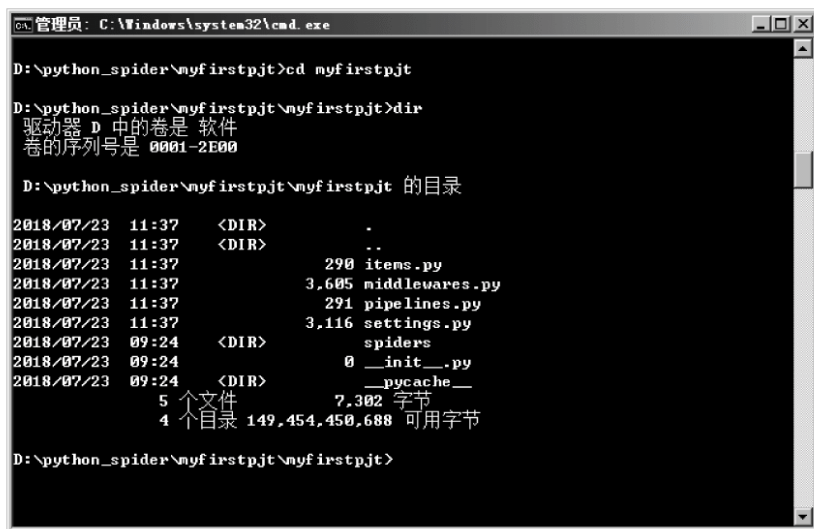 管理员: C:\Windows\system32\cmd.exe
D:\python_spider\myfirstpjt>cd myfirstpjt
D:\python_spider\myfirstpjt\myfirstpjt>dir
驱动器 D 中的卷是 软件
卷的序列号是 0001-2E00
D:\python_spider\myfirstpjt\myfirstpjt 的目录
2018/07/23  11:37    <DIR>          .
2018/07/23  11:37    <DIR>          ..
2018/07/23  11:37               290 items.py
2018/07/23  11:37             3,605 middlewares.py
2018/07/23  11:37               291 pipelines.py
2018/07/23  11:37             3,116 settings.py
2018/07/23  09:24    <DIR>          spiders
2018/07/23  09:24                 0 __init__.py
2018/07/23  09:24    <DIR>          __pycache__
5 个文件          7,302 字节
4 个目录 149,454,450,688 可用字节
D:\python_spider\myfirstpjt\myfirstpjt>